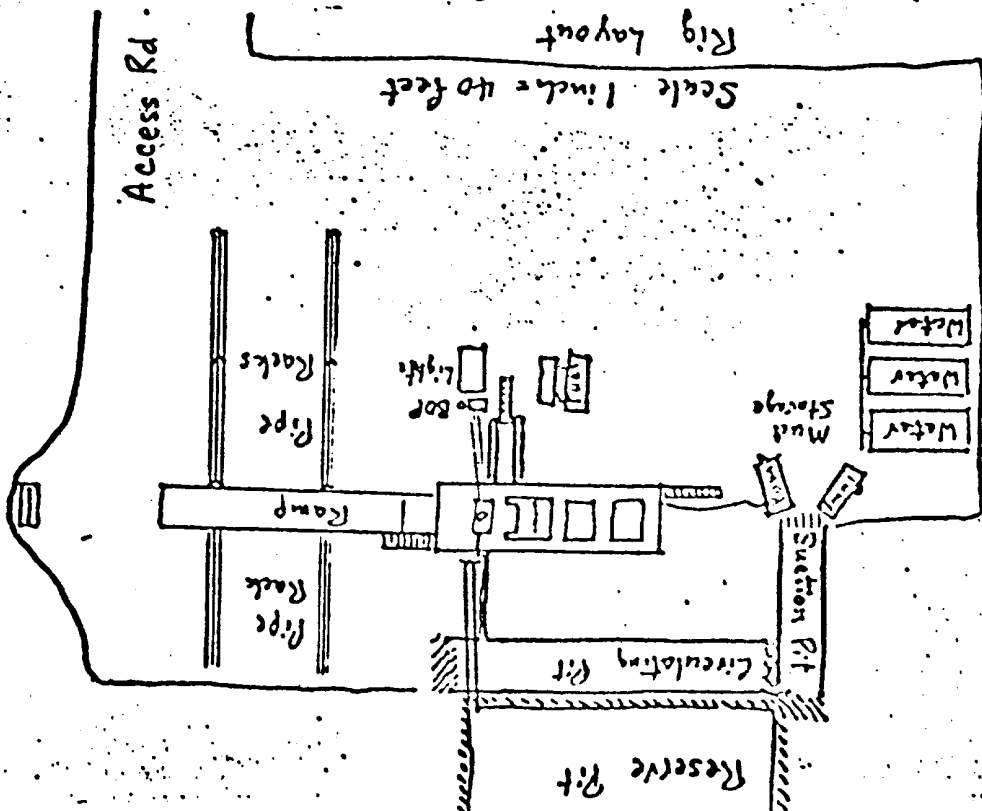 Reserve
Pit
Circulating Pit
Suction Pit
Pipe
Rack
Ramp
Mud
Storage
Water
Water
Water
BOP
Lights
Pipe
Racks
Access Rd.
Scale 1 inch = 40 feet
Rig Layout